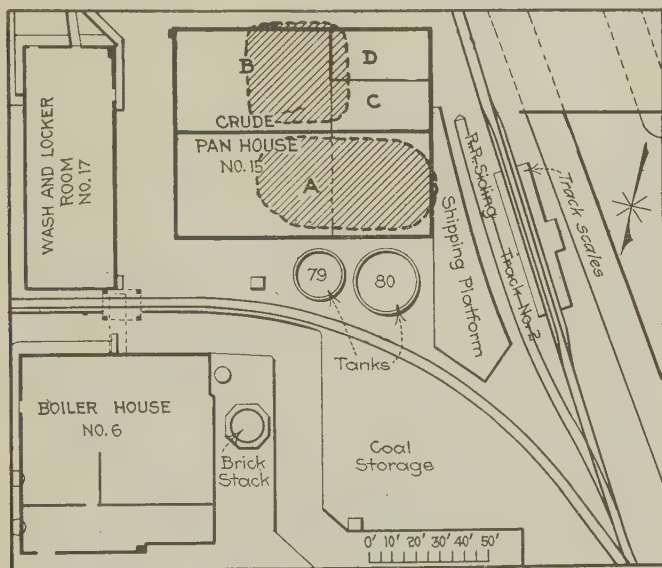 WASH AND LOCKER
ROOM
NO. 17
B
D
C
CRUDE
PAN HOUSE
NO. 15
A
R.R. Siding
Track No. 2
Track scales
Shipping Platform
79
80
Tanks
BOILER HOUSE
NO. 6
Brick
Stack
Coal
Storage
0' 10' 20' 30' 40' 50'